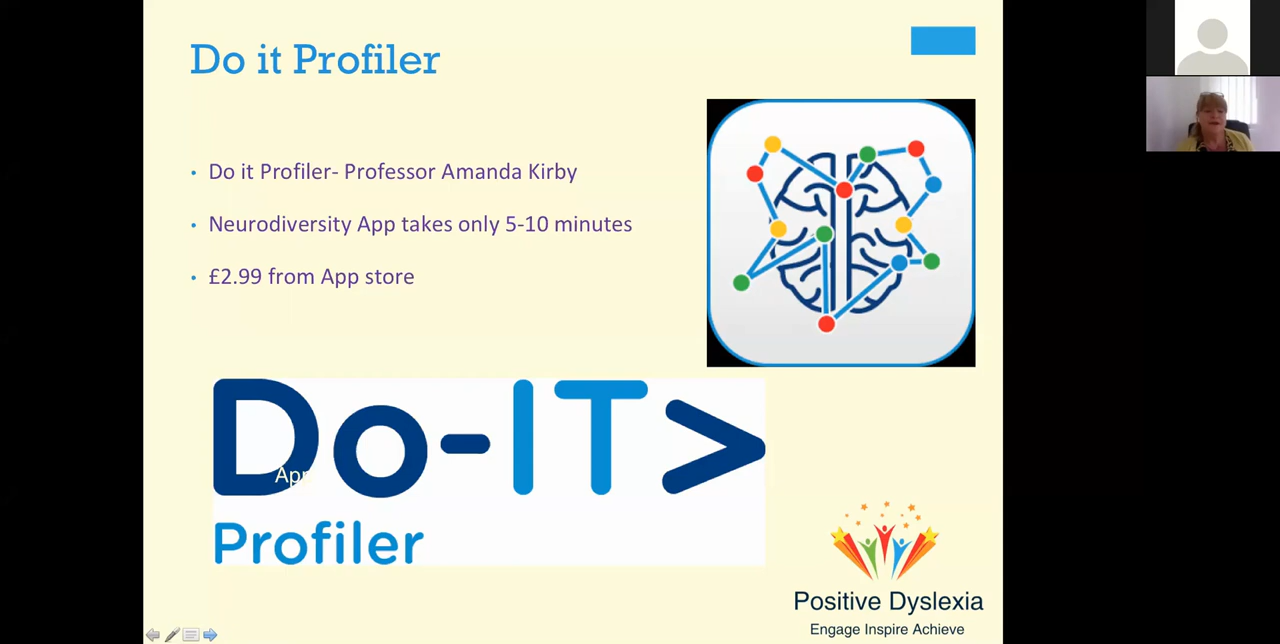 Do it Profiler
Do it Profiler- Professor Amanda Kirby
Neurodiversity App takes only 5-10 minutes
£2.99 from App store
Do-IT>
App
Profiler
Positive Dyslexia
Engage Inspire Achieve